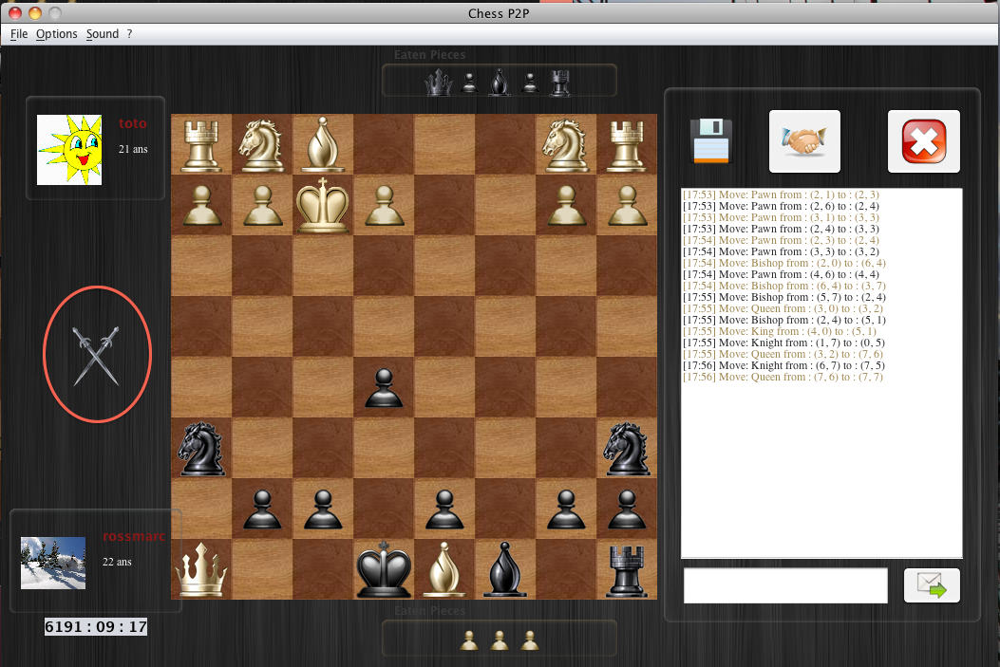 Chess P2P
File Options Sound ?
Eaten Pieces
toto
21 ans
rossmarc
22 ans
6191 : 09 : 17
Eaten Pieces
[17:53] Move: Pawn from : (2, 1) to : (2, 3)
[17:53] Move: Pawn from : (2, 6) to : (2, 4)
[17:53] Move: Pawn from : (3, 1) to : (3, 3)
[17:53] Move: Pawn from : (2, 4) to : (3, 3)
[17:54] Move: Pawn from : (2, 3) to : (2, 4)
[17:54] Move: Pawn from : (3, 3) to : (3, 2)
[17:54] Move: Bishop from : (2, 0) to : (6, 4)
[17:54] Move: Pawn from : (4, 6) to : (4, 4)
[17:54] Move: Bishop from : (6, 4) to : (3, 7)
[17:55] Move: Bishop from : (5, 7) to : (2, 4)
[17:55] Move: Queen from : (3, 0) to : (3, 2)
[17:55] Move: Bishop from : (2, 4) to : (5, 1)
[17:55] Move: King from : (4, 0) to : (5, 1)
[17:55] Move: Knight from : (1, 7) to : (0, 5)
[17:55] Move: Queen from : (3, 2) to : (7, 6)
[17:56] Move: Knight from : (6, 7) to : (7, 5)
[17:56] Move: Queen from : (7, 6) to : (7, 7)